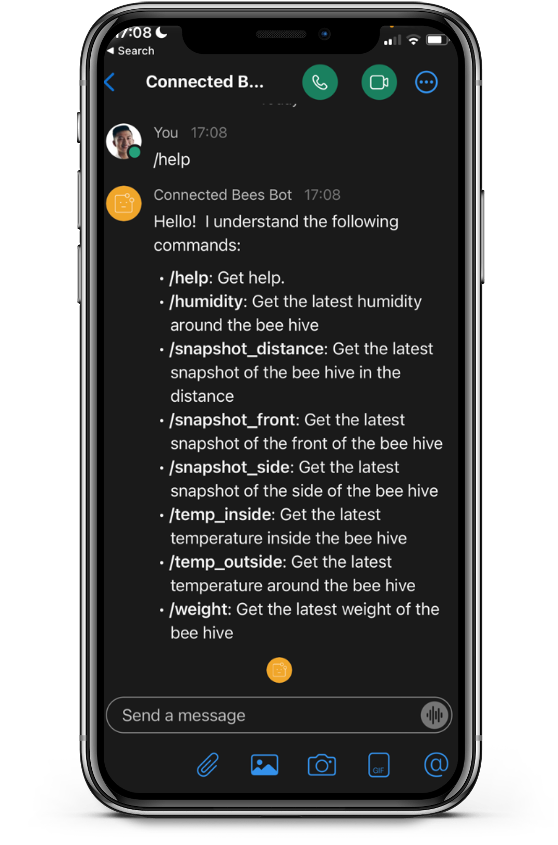 17:08
◀ Search
Connected B...
Today
You 17:08
/help
Connected Bees Bot 17:08
Hello! I understand the following
commands:
• /help: Get help.
• /humidity: Get the latest humidity
around the bee hive
• /snapshot_distance: Get the latest
snapshot of the bee hive in the
distance
• /snapshot_front: Get the latest
snapshot of the front of the bee hive
• /snapshot_side: Get the latest
snapshot of the side of the bee hive
• /temp_inside: Get the latest
temperature inside the bee hive
• /temp_outside: Get the latest
temperature around the bee hive
• /weight: Get the latest weight of the
bee hive
Send a message
GIF
@